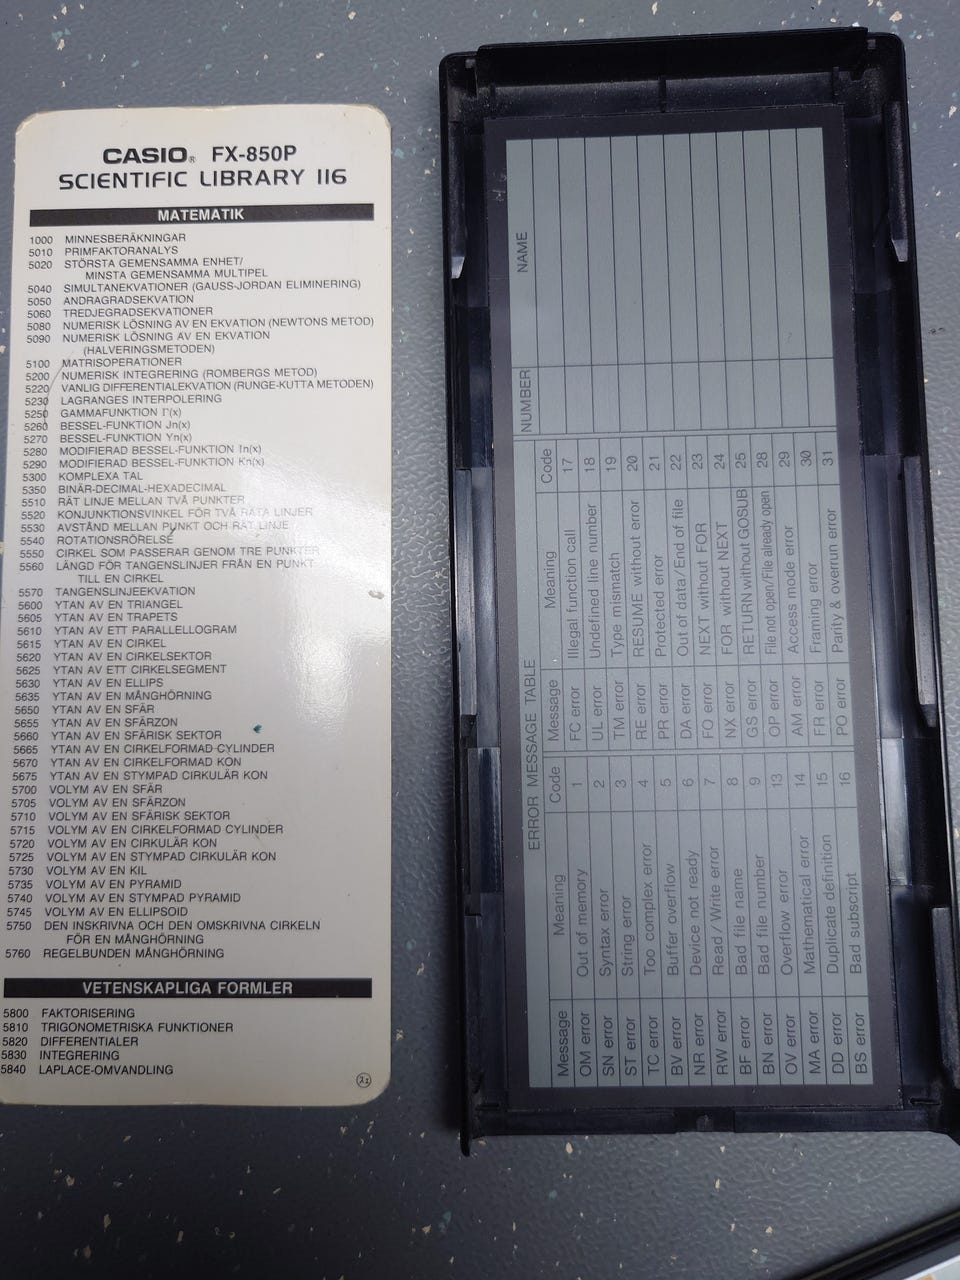 CASIO® FX-850P
SCIENTIFIC LIBRARY 116
MATEMATIK
1000 MINNESBERÄKNINGAR
5010 PRIMFAKTORANALYS
5020 STÖRSTA GEMENSAMMA ENHET/
MINSTA GEMENSAMMA MULTIPEL
5040 SIMULTANEKVATIONER (GAUSS-JORDAN ELIMINERING)
5050 ANDRAGRADSEKVATION
5060 TREDJEGRADSEKVATIONER
5080 NUMERISK LÖSNING AV EN EKVATION (NEWTONS METOD)
5090 NUMERISK LÖSNING AV EN EKVATION
(HALVERINGSMETODEN)
5100 MATRISOPERATIONER
5200 NUMERISK INTEGRERING (ROMBERGS METOD)
5220 VANLIG DIFFERENTIALEKVATION (RUNGE-KUTTA METODEN)
5230 LAGRANGES INTERPOLERING
5250 GAMMAFUNKTION Γ(x)
5260 BESSEL-FUNKTION Jn(x)
5270 BESSEL-FUNKTION Yn(x)
5280 MODIFIERAD BESSEL-FUNKTION In(x)
5290 MODIFIERAD BESSEL-FUNKTION Kn(x)
5300 KOMPLEXA TAL
5350 BINÄR-DECIMAL-HEXADECIMAL
5510 RÄT LINJE MELLAN TVÅ PUNKTER
5520 KONJUNKTIONSVINKEL FÖR TVÅ RÄTA LINJER
5530 AVSTÅND MELLAN PUNKT OCH RÄT LINJE
5540 ROTATIONSRÖRELSE
5550 CIRKEL SOM PASSERAR GENOM TRE PUNKTER
5560 LÄNGD FÖR TANGENSLINJER FRÅN EN PUNKT
TILL EN CIRKEL
5570 TANGENSLINJEEKVATION
5600 YTAN AV EN TRIANGEL
5605 YTAN AV EN TRAPETS
5610 YTAN AV ETT PARALLELLOGRAM
5615 YTAN AV EN CIRKEL
5620 YTAN AV EN CIRKELSEKTOR
5625 YTAN AV ETT CIRKELSEGMENT
5630 YTAN AV EN ELLIPS
5635 YTAN AV EN MÅNGHÖRNING
5650 YTAN AV EN SFÄR
5655 YTAN AV EN SFÄRZON
5660 YTAN AV EN SFÄRISK SEKTOR
5665 YTAN AV EN CIRKELFORMAD CYLINDER
5670 YTAN AV EN CIRKELFORMAD KON
5675 YTAN AV EN STYMPAD CIRKULÄR KON
5700 VOLYM AV EN SFÄR
5705 VOLYM AV EN SFÄRZON
5710 VOLYM AV EN SFÄRISK SEKTOR
5715 VOLYM AV EN CIRKELFORMAD CYLINDER
5720 VOLYM AV EN CIRKULÄR KON
5725 VOLYM AV EN STYMPAD CIRKULÄR KON
5730 VOLYM AV EN KIL
5735 VOLYM AV EN PYRAMID
5740 VOLYM AV EN STYMPAD PYRAMID
5745 VOLYM AV EN ELLIPSOID
5750 DEN INSKRIVNA OCH DEN OMSKRIVNA CIRKELN
FÖR EN MÅNGHÖRNING
5760 REGELBUNDEN MÅNGHÖRNING
VETENSKAPLIGA FORMLER
5800 FAKTORISERING
5810 TRIGONOMETRISKA FUNKTIONER
5820 DIFFERENTIALER
5830 INTEGRERING
5840 LAPLACE-OMVANDLING
ERROR MESSAGE TABLE NUMBER NAME
Message Meaning Code Message Meaning Code
OM error Out of memory 1 FC error Illegal function call 17
SN error Syntax error 2 UL error Undefined line number 18
ST error String error 3 TM error Type mismatch 19
TC error Too complex error 4 RE error RESUME without error 20
BV error Buffer overflow 5 PR error Protected error 21
NR error Device not ready 6 DA error Out of data/End of file 22
RW error Read/Write error 7 FO error NEXT without FOR 23
BF error Bad file name 8 NX error FOR without NEXT 24
BN error Bad file number 9 GS error RETURN without GOSUB 25
OV error Overflow error 13 OP error File not open/File already open 28
MA error Mathematical error 14 AM error Access mode error 29
DD error Duplicate definition 15 FR error Framing error 30
BS error Bad subscript 16 PO error Parity & overrun error 31